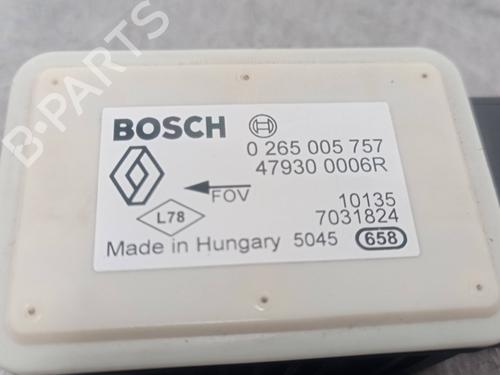 BOSCH 0 265 005 757
47930 0006R
FOV
L78
10135
7031824
Made in Hungary 5045 658
B-PARTS